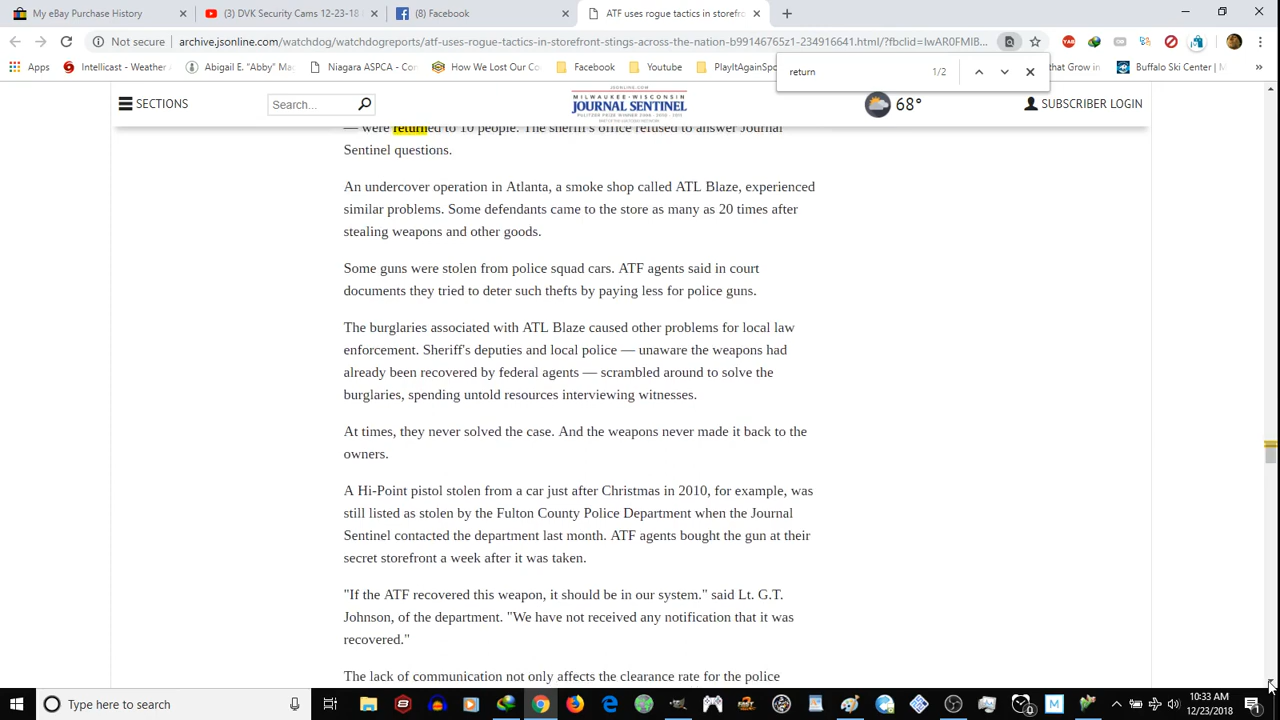 My eBay Purchase History
(3) DVK Security Cams 12-23-18
(8) Facebook
ATF uses rogue tactics in storefr
Not secure
archive.jsonline.com/watchblog/watchdogreports/atf-uses-rogue-tactics-in-storefront-stings-across-the-nation-b99146765z1-234916641.html/?fbclid=IwAR0FMIB...
Apps
Intellicast - Weather
Abigail E. "Abby" Ma
Niagara ASPCA - Com
How We Lost Our Co
Facebook
Youtube
PlayItAgainSpo
return
1/2
that Grow in
Buffalo Ski Center |
SECTIONS
Search...
JSONLINE.COM
MILWAUKEE • WISCONSIN
JOURNAL SENTINEL
68°
SUBSCRIBER LOGIN
— were returned to 10 people. The sheriff's office refused to answer Journal
Sentinel questions.
An undercover operation in Atlanta, a smoke shop called ATL Blaze, experienced
similar problems. Some defendants came to the store as many as 20 times after
stealing weapons and other goods.
Some guns were stolen from police squad cars. ATF agents said in court
documents they tried to deter such thefts by paying less for police guns.
The burglaries associated with ATL Blaze caused other problems for local law
enforcement. Sheriff's deputies and local police — unaware the weapons had
already been recovered by federal agents — scrambled around to solve the
burglaries, spending untold resources interviewing witnesses.
At times, they never solved the case. And the weapons never made it back to the
owners.
A Hi-Point pistol stolen from a car just after Christmas in 2010, for example, was
still listed as stolen by the Fulton County Police Department when the Journal
Sentinel contacted the department last month. ATF agents bought the gun at their
secret storefront a week after it was taken.
"If the ATF recovered this weapon, it should be in our system." said Lt. G.T.
Johnson, of the department. "We have not received any notification that it was
recovered."
The lack of communication not only affects the clearance rate for the police
Type here to search
10:33 AM
12/23/2018